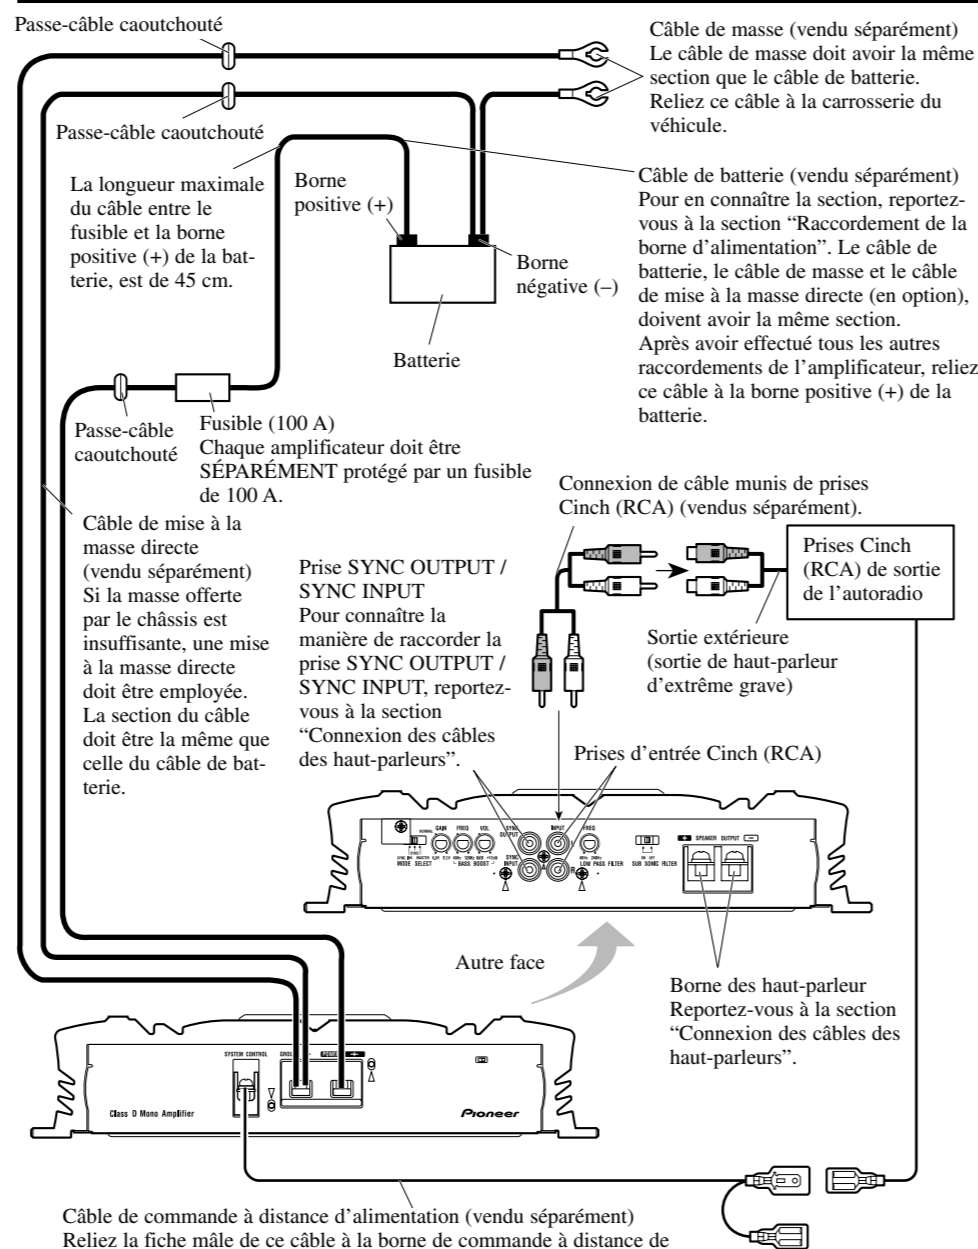 Passe-câble caoutchouté
Câble de masse (vendu séparément)
Le câble de masse doit avoir la même
section que le câble de batterie.
Reliez ce câble à la carrosserie du
véhicule.
Passe-câble caoutchouté
La longueur maximale
du câble entre le
fusible et la borne
positive (+) de la bat-
terie, est de 45 cm.
Borne
positive (+)
Borne
négative (–)
Batterie
Câble de batterie (vendu séparément)
Pour en connaître la section, reportez-
vous à la section “Raccordement de la
borne d’alimentation”. Le câble de
batterie, le câble de masse et le câble
de mise à la masse directe (en option),
doivent avoir la même section.
Après avoir effectué tous les autres
raccordements de l’amplificateur, reliez
ce câble à la borne positive (+) de la
batterie.
Passe-câble
caoutchouté
Fusible (100 A)
Chaque amplificateur doit être
SÉPARÉMENT protégé par un fusible
de 100 A.
Câble de mise à la
masse directe
(vendu séparément)
Si la masse offerte
par le châssis est
insuffisante, une mise
à la masse directe
doit être employée.
La section du câble
doit être la même que
celle du câble de bat-
terie.
Connexion de câble munis de prises
Cinch (RCA) (vendus séparément).
Prises Cinch
(RCA) de sortie
de l’autoradio
Prise SYNC OUTPUT /
SYNC INPUT
Pour connaître la
manière de raccorder la
prise SYNC OUTPUT /
SYNC INPUT, reportez-
vous à la section
“Connexion des câbles
des haut-parleurs”.
Sortie extérieure
(sortie de haut-parleur
d’extrême grave)
Prises d’entrée Cinch (RCA)
NORMAL
GAIN FREQ VOL
SYNC OUTPUT
INPUT
FREQ
SPEAKER OUTPUT
MODE SELECT
BASS BOOST
SYNC INPUT
R
LOW PASS FILTER
ON OFF
SUB SONIC FILTER
Autre face
Borne des haut-parleur
Reportez-vous à la section
“Connexion des câbles des
haut-parleurs”.
SYSTEM CONTROL
Class D Mono Amplifier
Pioneer
Câble de commande à distance d’alimentation (vendu séparément)
Reliez la fiche mâle de ce câble à la borne de commande à distance de